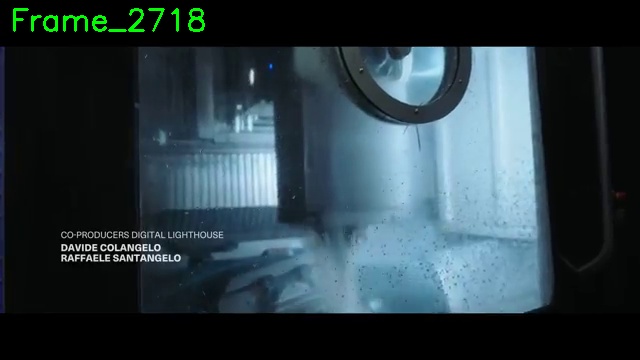 Frame_2718
CO-PRODUCERS DIGITAL LIGHTHOUSE
DAVIDE COLANGELO
RAFFAELE SANTANGELO